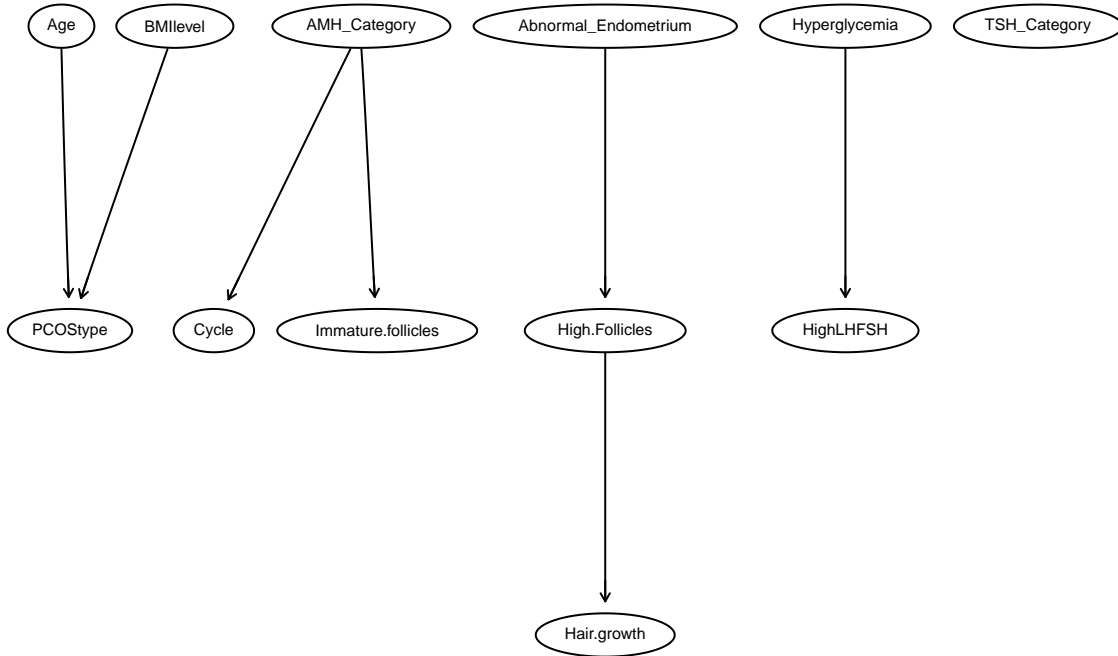 Age
BMIlevel
AMH_Category
Abnormal_Endometrium
Hyperglycemia
TSH_Category
PCOStype
Cycle
Immature.follicles
High.Follicles
HighLHFSH
Hair.growth